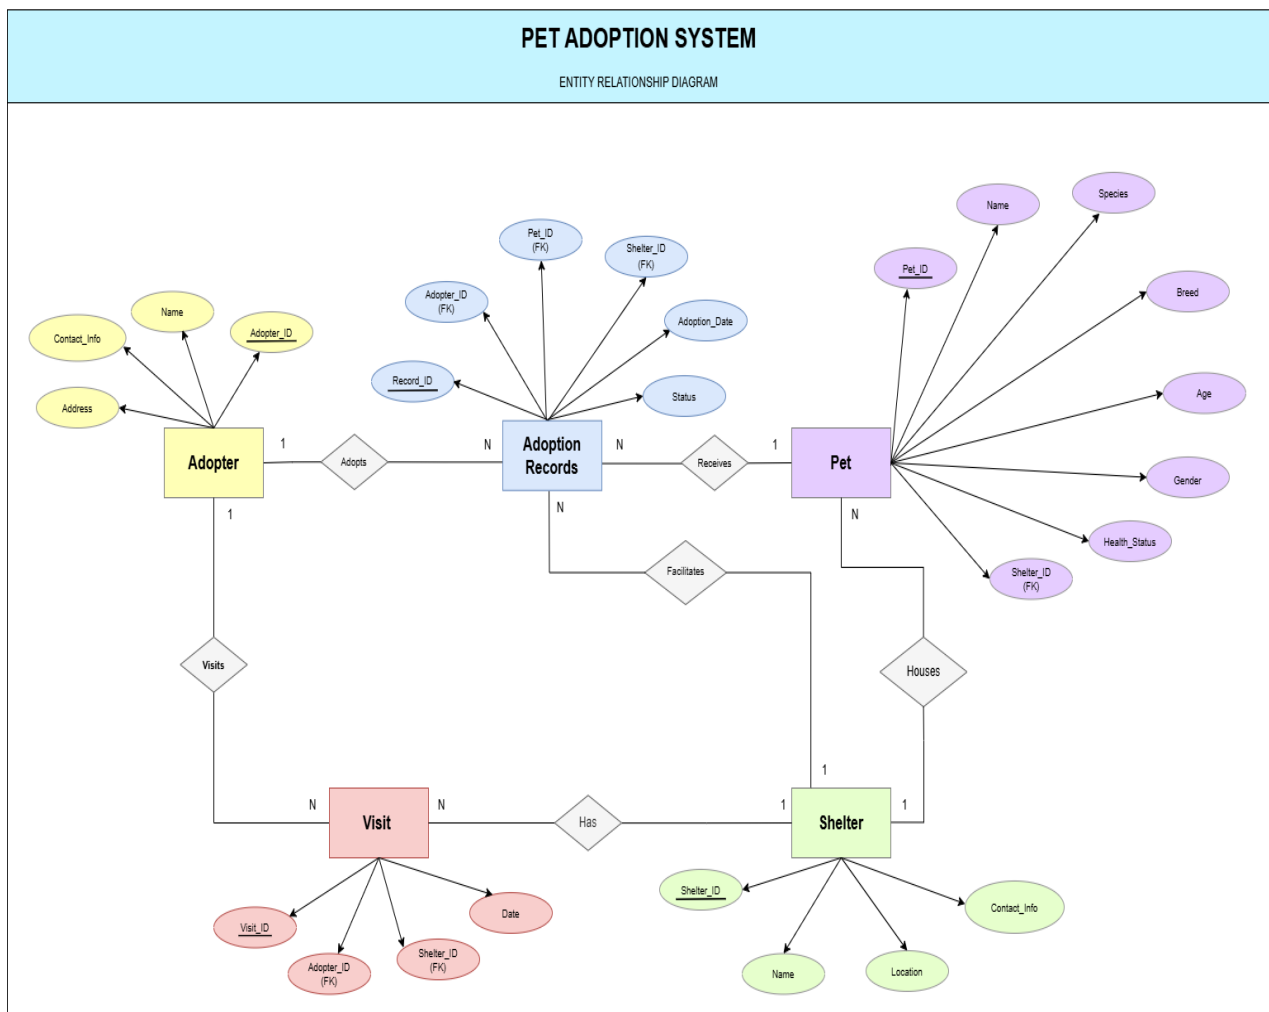 PET ADOPTION SYSTEM
ENTITY RELATIONSHIP DIAGRAM
Species
Name
Pet_ID
(FK)
Shelter_ID
(FK)
Pet_ID
Breed
Adopter_ID
(FK)
Name
Adoption_Date
Contact_Info
Adopter_ID
Record_ID
Status
Age
Address
1
N
N
1
Adopter
Adopts
Adoption
Records
Receives
Pet
Gender
1
N
N
Health_Status
Facilitates
Shelter_ID
(FK)
Visits
Houses
1
N
N
1
1
Visit
Has
Shelter
Shelter_ID
Contact_Info
Date
Visit_ID
Shelter_ID
(FK)
Adopter_ID
(FK)
Name
Location